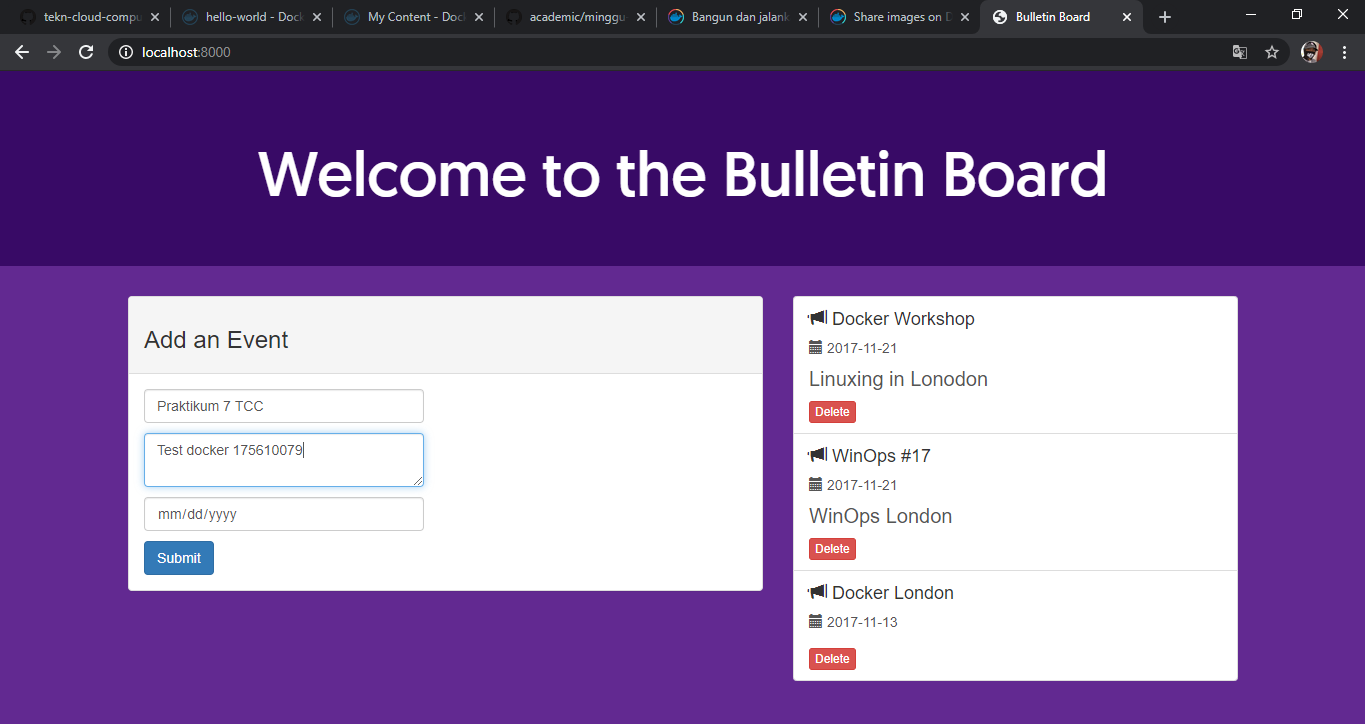 tekn-cloud-compu
hello-world - Dock
My Content - Dock
academic/minggu
Bangun dan jalank
Share images on D
Bulletin Board
localhost:8000
Welcome to the Bulletin Board
Add an Event
Praktikum 7 TCC
Test docker 175610079
mm/dd/yyyy
Submit
Docker Workshop
2017-11-21
Linuxing in Lonodon
Delete
WinOps #17
2017-11-21
WinOps London
Delete
Docker London
2017-11-13
Delete